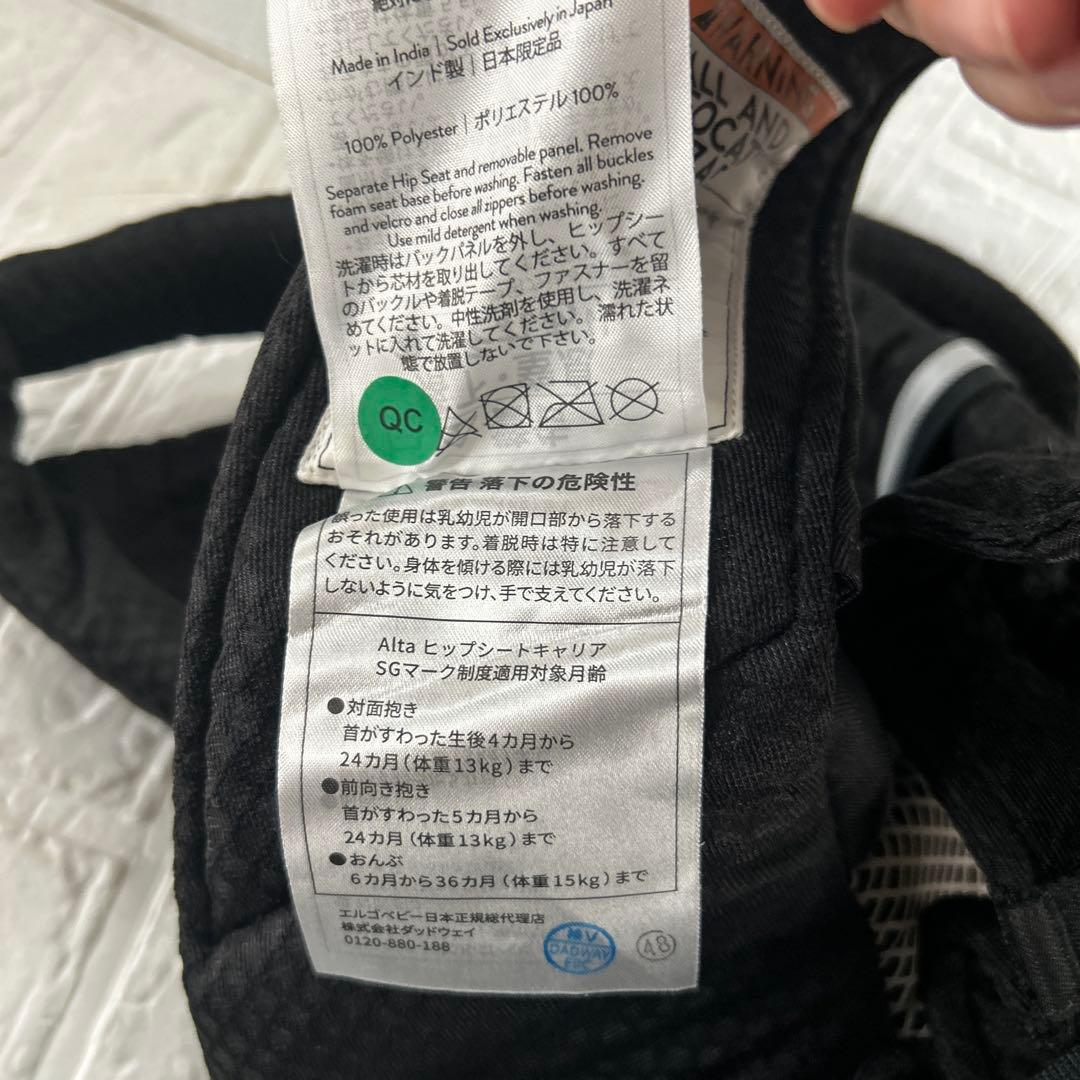 Made in India | Sold Exclusively in Japan
インド製 | 日本限定品
100% Polyester | ポリエステル 100%
Separate Hip Seat and removable panel. Remove
foam seat base before washing. Fasten all buckles
and velcro and close all zippers before washing.
Use mild detergent when washing.
洗濯時はバックパネルを外し、ヒップシー
トから芯材を取り出してください。すべて
のバックルや着脱テープ、ファスナーを留
めてください。中性洗剤を使用し、洗濯ネ
ットに入れて洗濯してください。濡れた状
態で放置しないで下さい。
QC
WARNING
AND
警告 落下の危険性
誤った使用は乳幼児が開口部から落下する
おそれがあります。着脱時は特に注意して
ください。身体を傾ける際には乳幼児が落下
しないように気をつけ、手で支えてください。
Alta ヒップシートキャリア
SGマーク制度適用対象月齢
●対面抱き
首がすわった生後4カ月から
24カ月(体重13kg)まで
●前向き抱き
首がすわった5カ月から
24カ月(体重13kg)まで
●おんぶ
6カ月から36カ月(体重15kg)まで
エルゴベビー日本正規総代理店
株式会社ダッドウェイ
0120-880-188
DADWAY
48